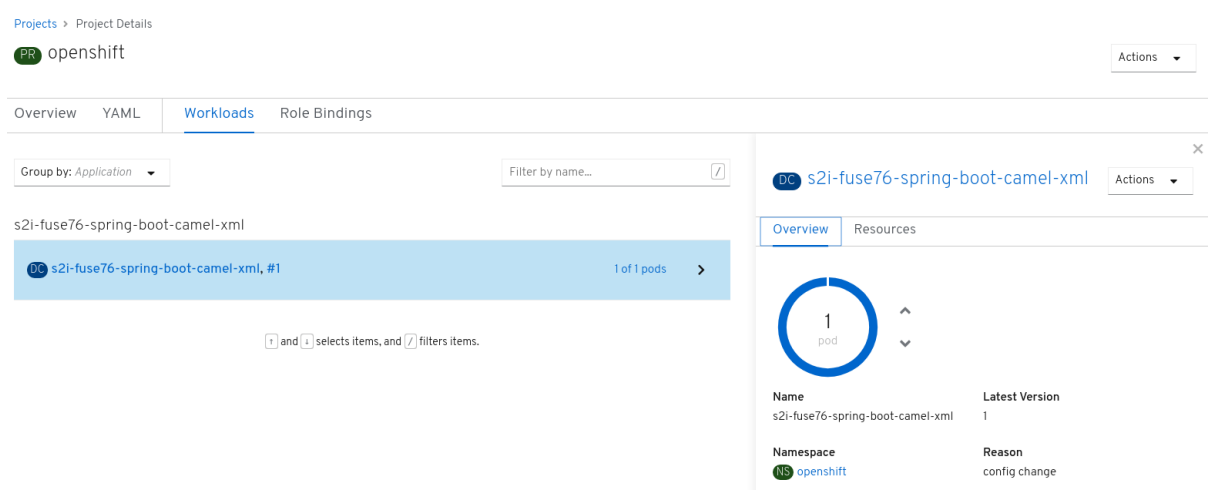 Projects > Project Details
PR openshift
Actions
Overview YAML Workloads Role Bindings
Group by: Application
Filter by name... /
s2i-fuse76-spring-boot-camel-xml
DC s2i-fuse76-spring-boot-camel-xml, #1 1 of 1 pods
↑ and ↓ selects items, and / filters items.
DC s2i-fuse76-spring-boot-camel-xml Actions
Overview Resources
1
pod
Name Latest Version
s2i-fuse76-spring-boot-camel-xml 1
Namespace Reason
NS openshift config change